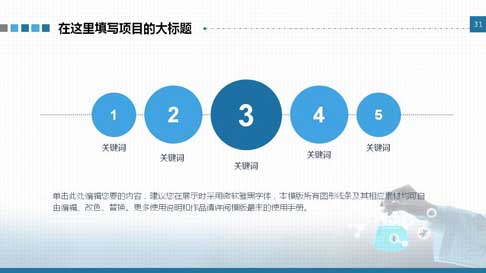 在这里填写项目的大标题
31
1
2
3
4
5
关键词
关键词
关键词
关键词
关键词
单击此处编辑您要的内容，建议您在展示时采用微软雅黑字体，本模版所有图形线条及其相应素材均可自
由编辑、改色、替换。更多使用说明和作品请详阅模版最末的使用手册。